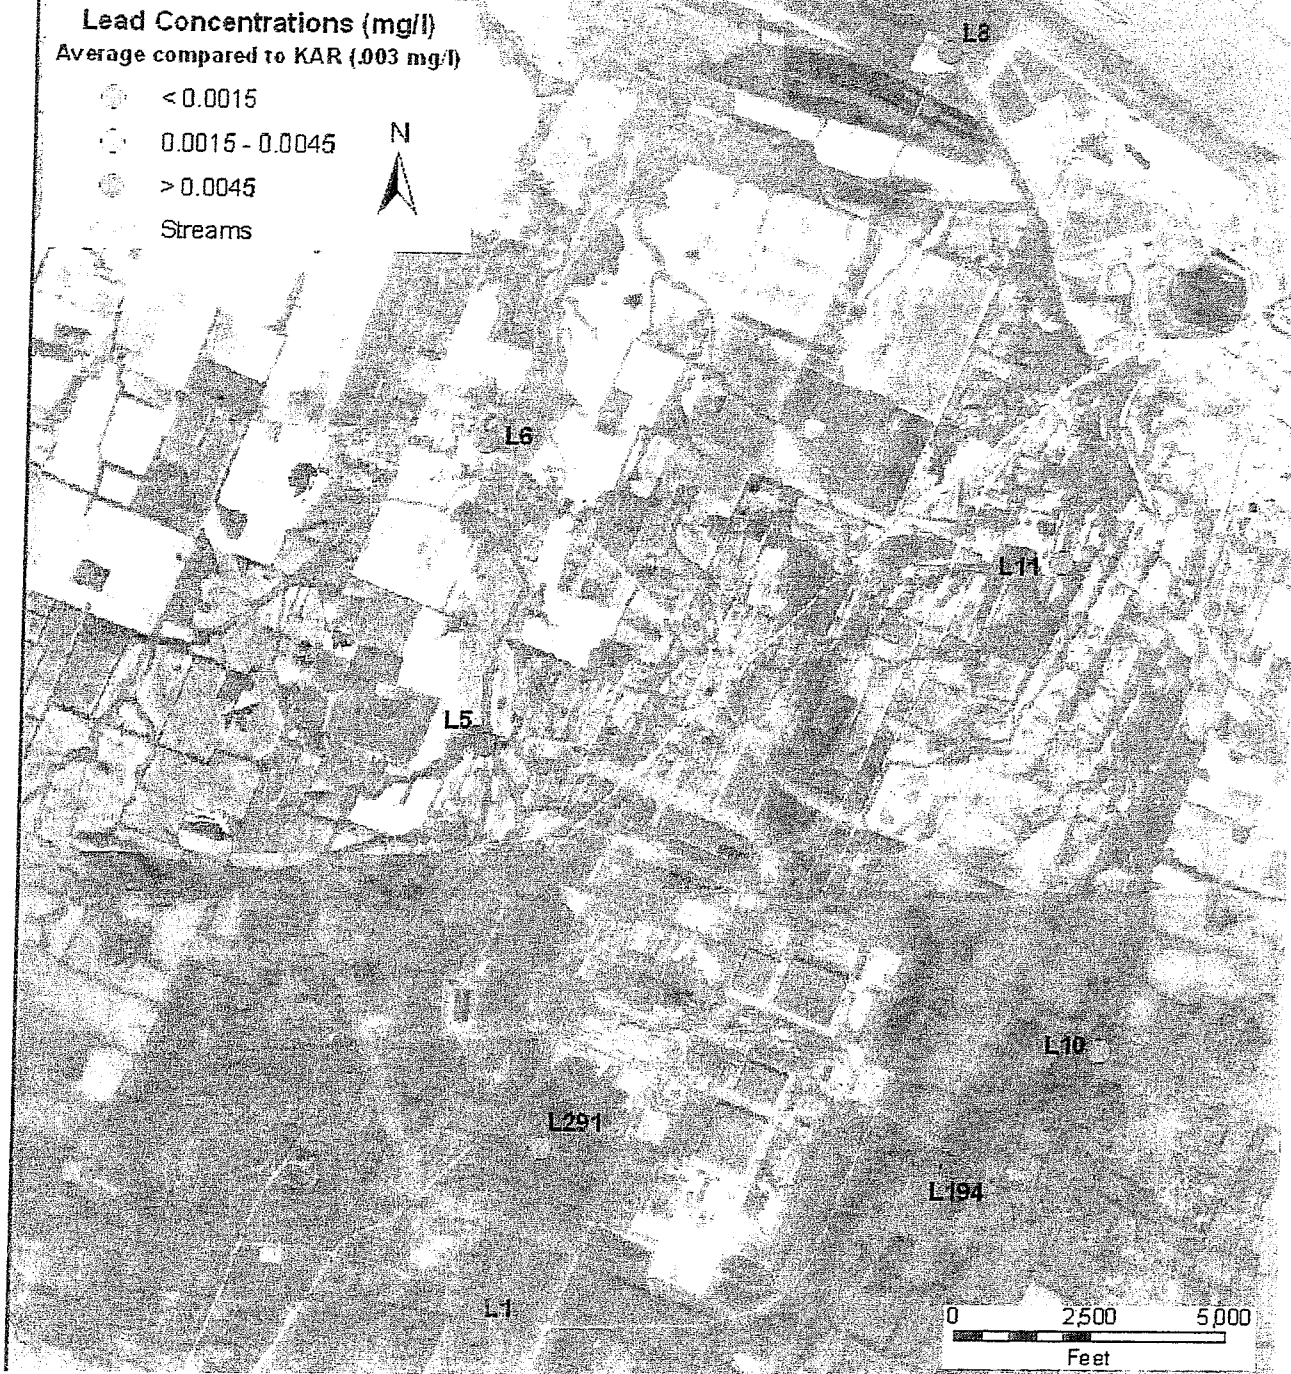 Lead Concentrations (mg/l)
Average compared to KAR (.003 mg/l)
< 0.0015
0.0015 - 0.0045
> 0.0045
Streams
N
L8
L6
L11
L5
L10
L291
L194
L1
0 2,500 5,000
Feet